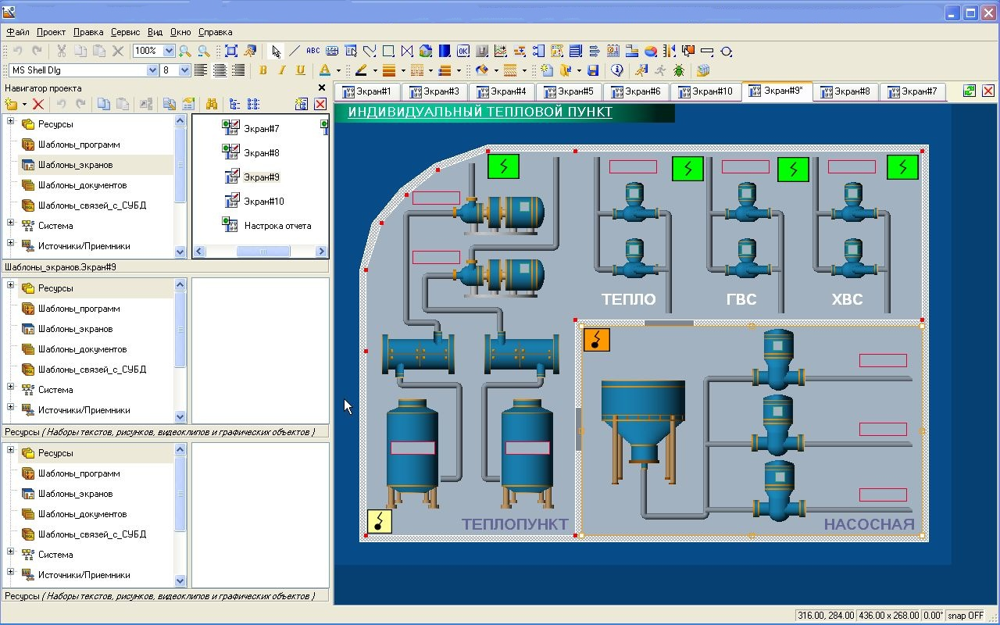 Файл Проект Правка Сервис Вид Окно Справка
100% ABC OK
MS Shell Dlg 8 B I U A
Навигатор проекта
Экран#1 Экран#3 Экран#4 Экран#5 Экран#6 Экран#10 Экран#9* Экран#8 Экран#7
Ресурсы
Шаблоны_программ
Шаблоны_экранов
Шаблоны_документов
Шаблоны_связей_с_СУБД
Система
Источники/Приемники
Экран#7
Экран#8
Экран#9
Экран#10
Настрока отчета
Шаблоны_экранов.Экран#9
Ресурсы
Шаблоны_программ
Шаблоны_экранов
Шаблоны_документов
Шаблоны_связей_с_СУБД
Система
Источники/Приемники
Ресурсы ( Наборы текстов, рисунков, видеоклипов и графических объектов )
Ресурсы
Шаблоны_программ
Шаблоны_экранов
Шаблоны_документов
Шаблоны_связей_с_СУБД
Система
Источники/Приемники
Ресурсы ( Наборы текстов, рисунков, видеоклипов и графических объектов )
ИНДИВИДУАЛЬНЫЙ ТЕПЛОВОЙ ПУНКТ
ТЕПЛО ГВС ХВС
ТЕПЛОПУНКТ НАСОСНАЯ
316.00, 284.00 436.00 x 268.00 0.00° snap OFF